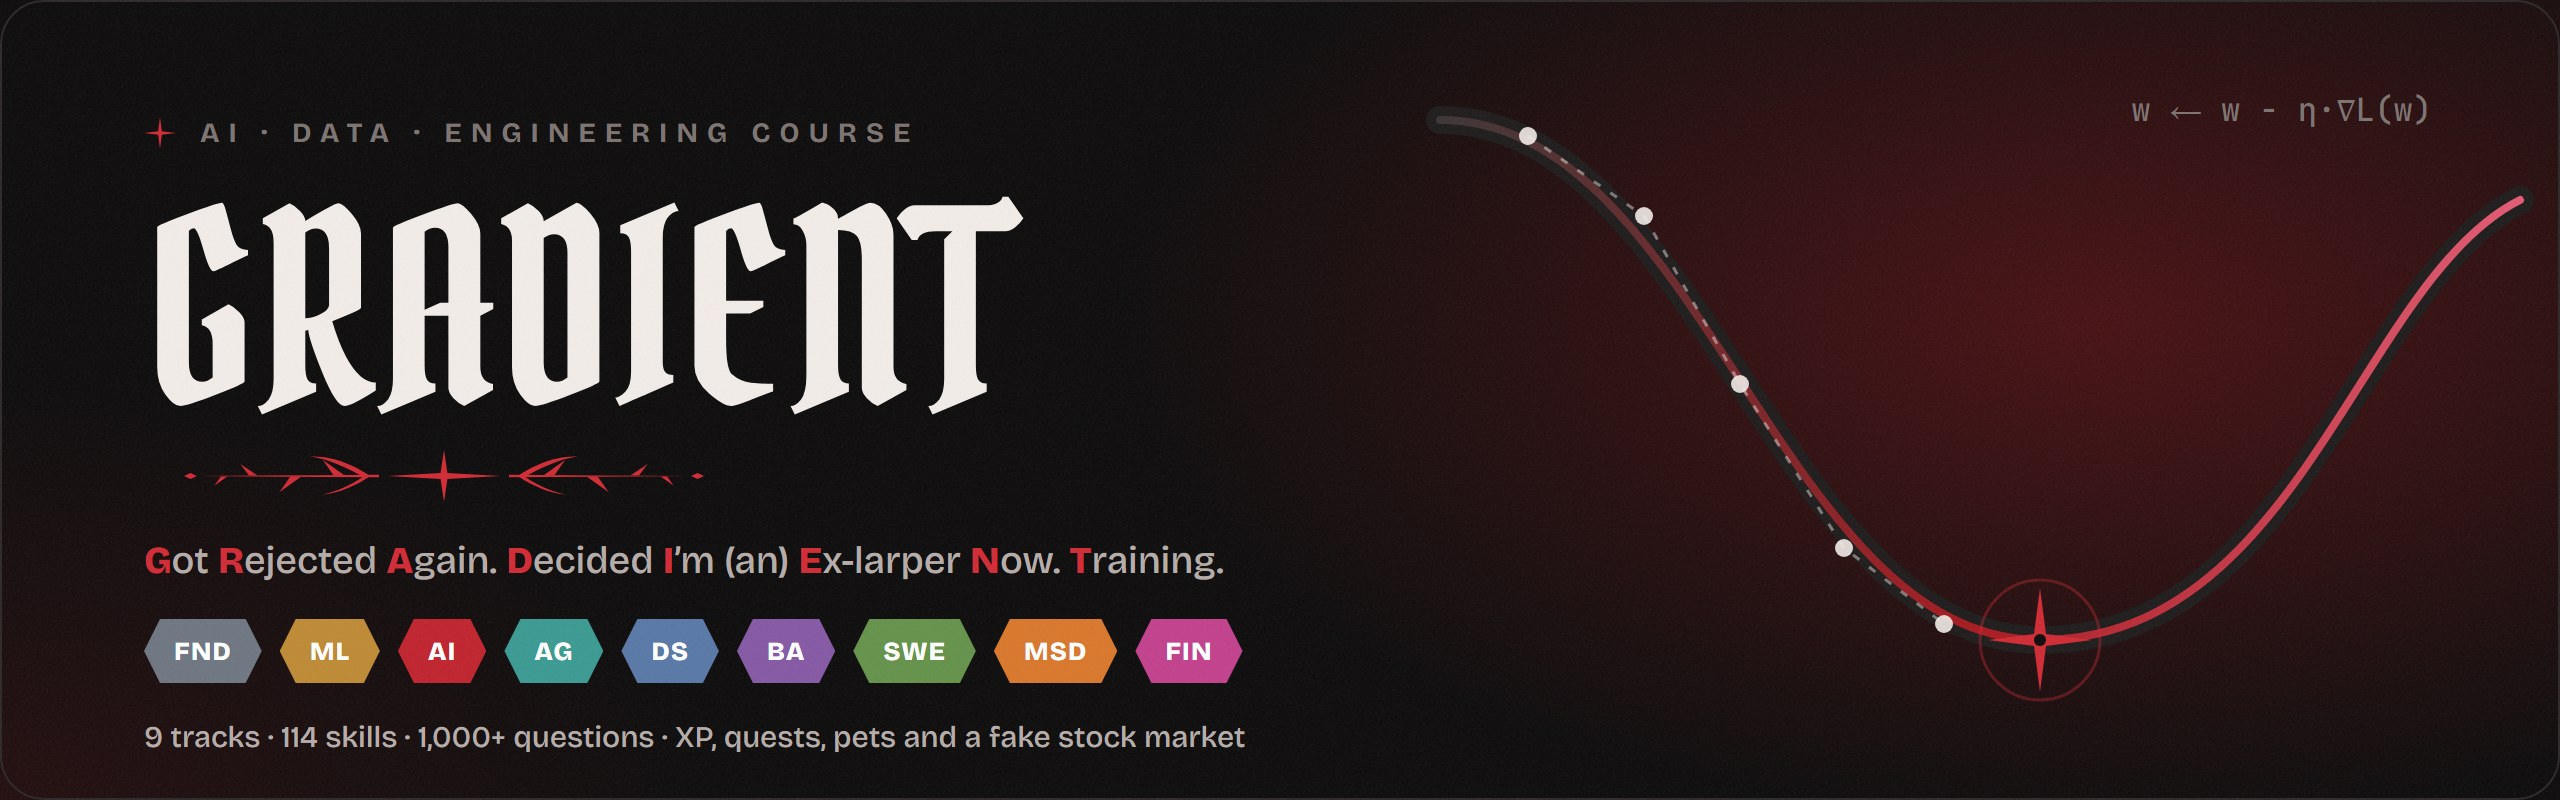 AI · DATA · ENGINEERING COURSE
w ← w - η·∇L(w)
GRADIENT
Got Rejected Again. Decided I'm (an) Ex-larper Now. Training.
FND ML AI AG DS BA SWE MSD FIN
9 tracks · 114 skills · 1,000+ questions · XP, quests, pets and a fake stock market